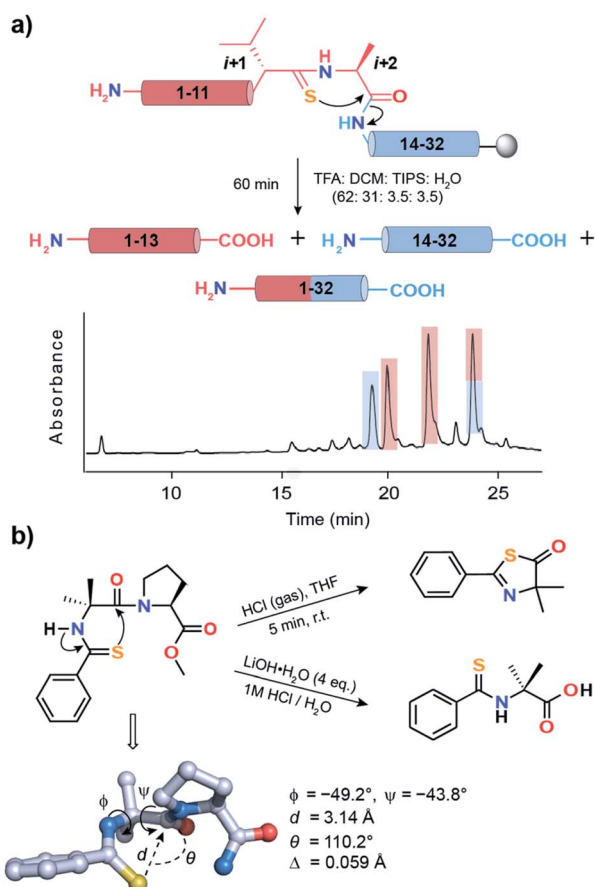 a)
i+1
H
N
i+2
H₂N
1-11
S
O
HN
14-32
60 min
TFA: DCM: TIPS: H₂O
(62: 31: 3.5: 3.5)
H₂N
1-13
COOH
+
H₂N
14-32
COOH
+
H₂N
1-32
COOH
Absorbance
10
15
20
25
Time (min)
b)
O
H-N
N
S
O
O
HCl (gas), THF
5 min, r.t.
S
O
N
LiOH•H₂O (4 eq.)
1M HCl / H₂O
S
N
H
O
OH
ϕ
ψ
d
θ
ϕ = −49.2°, ψ = −43.8°
d = 3.14 Å
θ = 110.2°
Δ = 0.059 Å